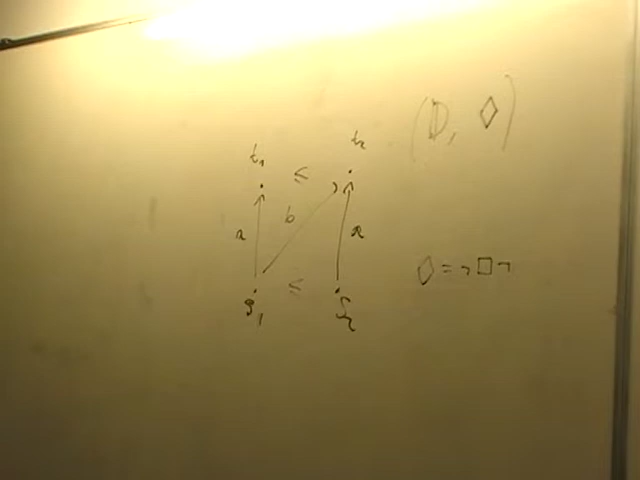 (D, ◇)
t₁ ≤ t₂
a b a
s₁ ≤ s₂
◇ = ¬□¬